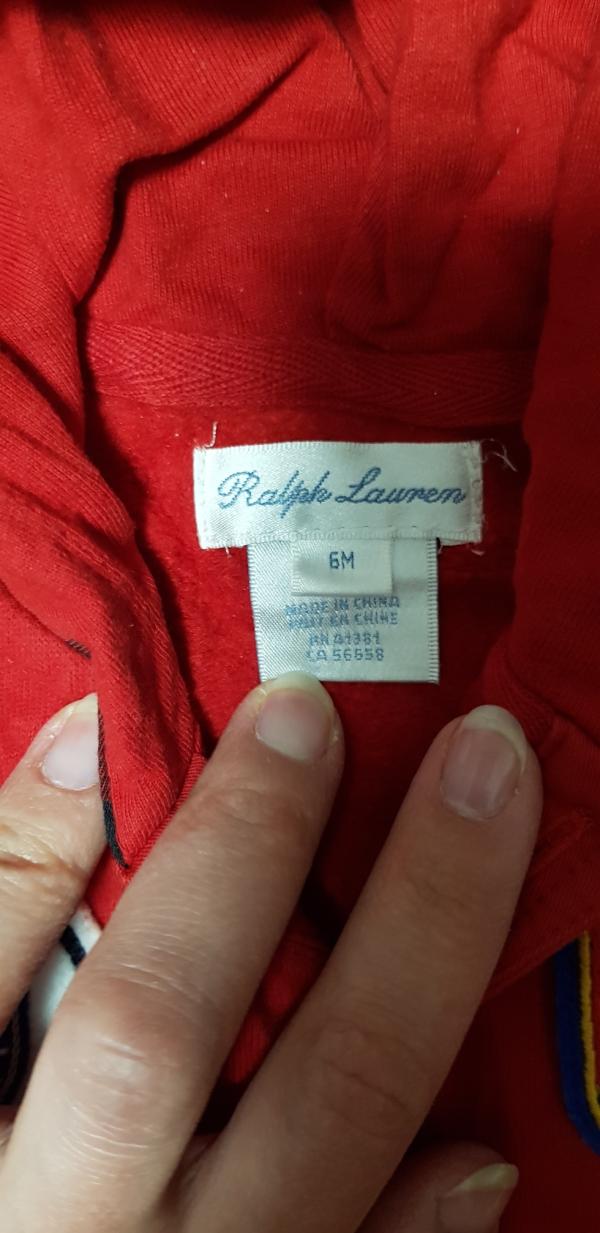 Ralph Lauren
6M
MADE IN CHINA
FAIT EN CHINE
RN 41381
CA 56658